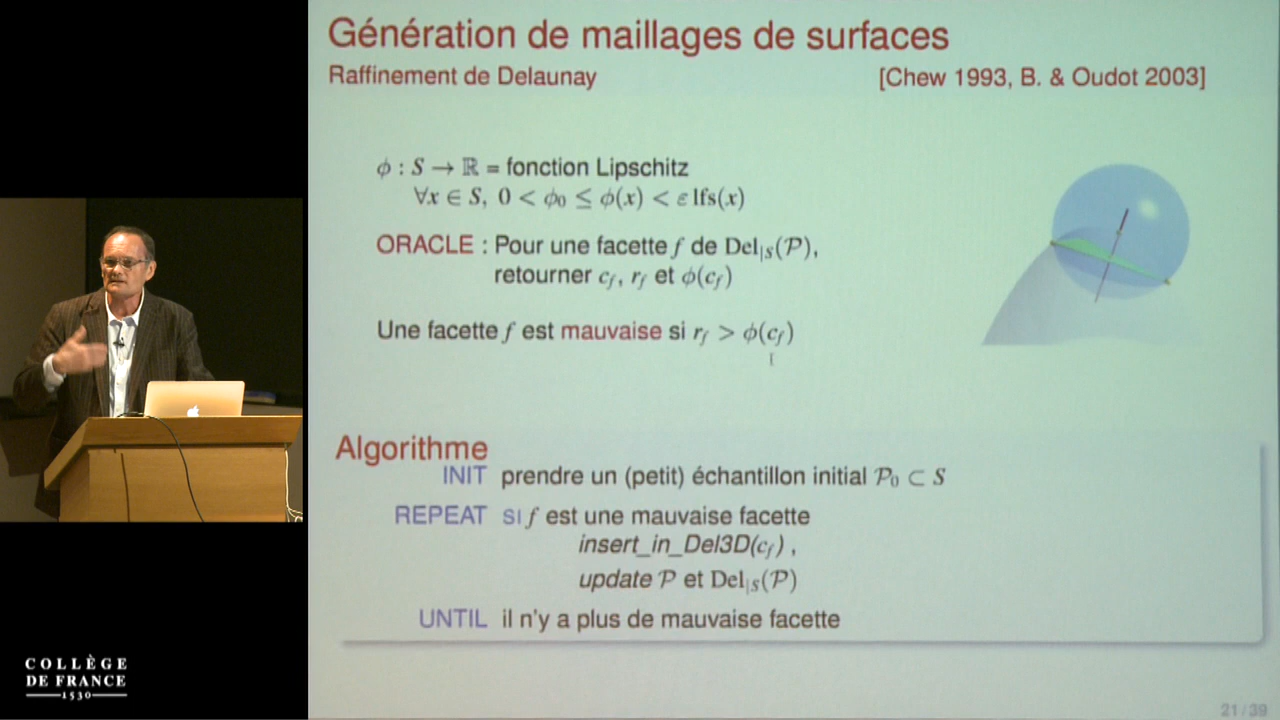 Génération de maillages de surfaces
Raffinement de Delaunay [Chew 1993, B. & Oudot 2003]
ϕ : S → ℝ = fonction Lipschitz
∀x ∈ S, 0 < ϕ₀ ≤ ϕ(x) < ε lfs(x)
ORACLE : Pour une facette f de Del|S(𝒫),
retourner c_f, r_f et ϕ(c_f)
Une facette f est mauvaise si r_f > ϕ(c_f)
Algorithme
INIT prendre un (petit) échantillon initial 𝒫₀ ⊂ S
REPEAT SI f est une mauvaise facette
insert_in_Del3D(c_f) ,
update 𝒫 et Del|S(𝒫)
UNTIL il n'y a plus de mauvaise facette
21 / 39
COLLÈGE
DE FRANCE
1530